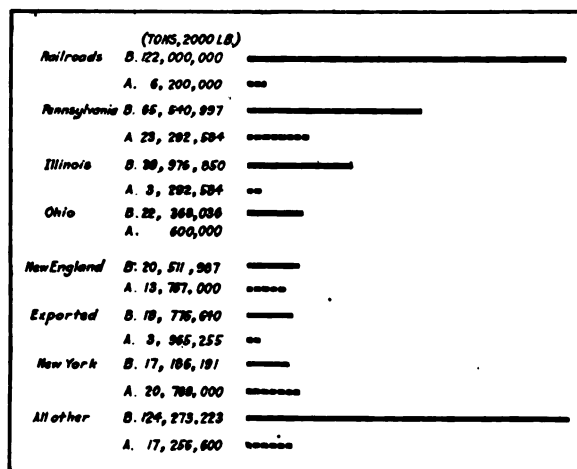 (TONS, 2000 LB.)
Railroads B. 122,000,000
A. 6,200,000
Pennsylvania B. 65,540,997
A 23,292,584
Illinois B. 38,976,850
A. 3,292,584
Ohio B. 22,368,036
A. 600,000
New England B. 20,511,987
A. 13,787,000
Exported B. 18,776,640
A. 3,965,255
New York B. 17,186,191
A. 20,788,000
All other B. 124,273,223
A. 17,256,600